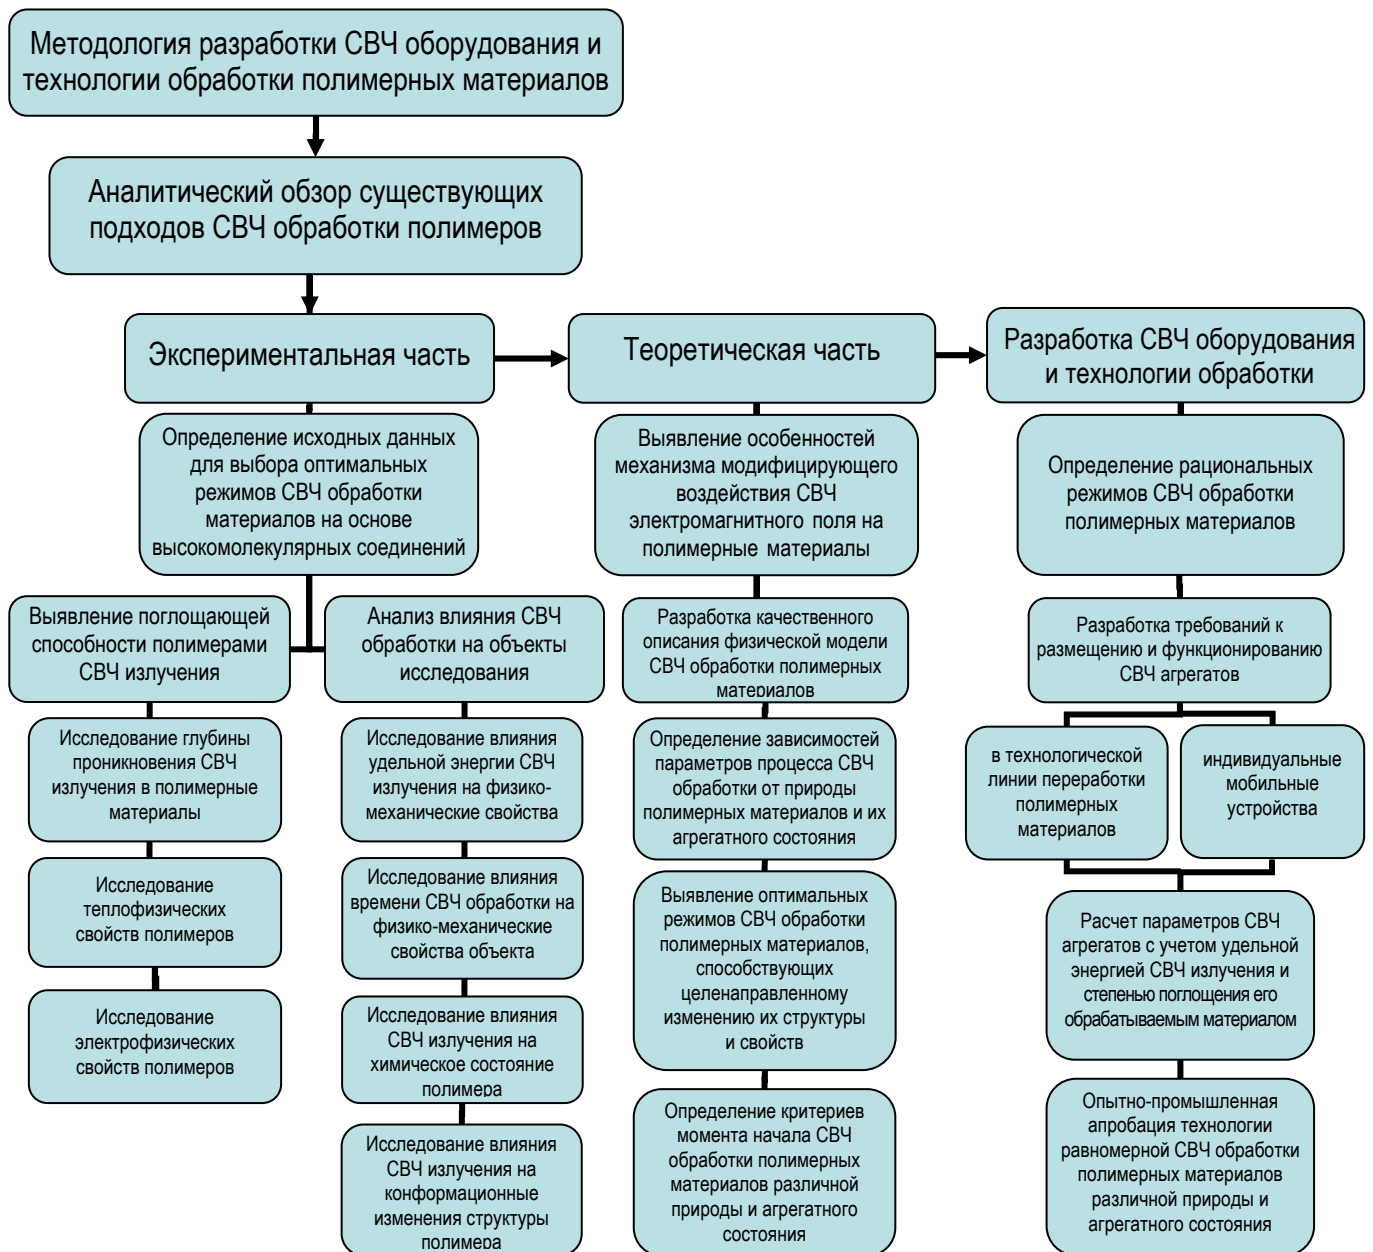 Методология разработки СВЧ оборудования и
технологии обработки полимерных материалов
Аналитический обзор существующих
подходов СВЧ обработки полимеров
Экспериментальная часть
Теоретическая часть
Разработка СВЧ оборудования
и технологии обработки
Определение исходных данных
для выбора оптимальных
режимов СВЧ обработки
материалов на основе
высокомолекулярных соединений
Выявление поглощающей
способности полимерами
СВЧ излучения
Исследование глубины
проникновения СВЧ
излучения в полимерные
материалы
Исследование
теплофизических
свойств полимеров
Исследование
электрофизических
свойств полимеров
Анализ влияния СВЧ
обработки на объекты
исследования
Исследование влияния
удельной энергии СВЧ
излучения на физико-
механические свойства
Исследование влияния
времени СВЧ обработки на
физико-механические
свойства объекта
Исследование влияния
СВЧ излучения на
химическое состояние
полимера
Исследование влияния
СВЧ излучения на
конформационные
изменения структуры
полимера
Выявление особенностей
механизма модифицирующего
воздействия СВЧ
электромагнитного поля на
полимерные материалы
Разработка качественного
описания физической модели
СВЧ обработки полимерных
материалов
Определение зависимостей
параметров процесса СВЧ
обработки от природы
полимерных материалов и их
агрегатного состояния
Выявление оптимальных
режимов СВЧ обработки
полимерных материалов,
способствующих
целенаправленному
изменению их структуры
и свойств
Определение критериев
момента начала СВЧ
обработки полимерных
материалов различной
природы и агрегатного
состояния
Определение рациональных
режимов СВЧ обработки
полимерных материалов
Разработка требований к
размещению и функционированию
СВЧ агрегатов
в технологической
линии переработки
полимерных
материалов
индивидуальные
мобильные
устройства
Расчет параметров СВЧ
агрегатов с учетом удельной
энергией СВЧ излучения и
степенью поглощения его
обрабатываемым материалом
Опытно-промышленная
апробация технологии
равномерной СВЧ обработки
полимерных материалов
различной природы и
агрегатного состояния